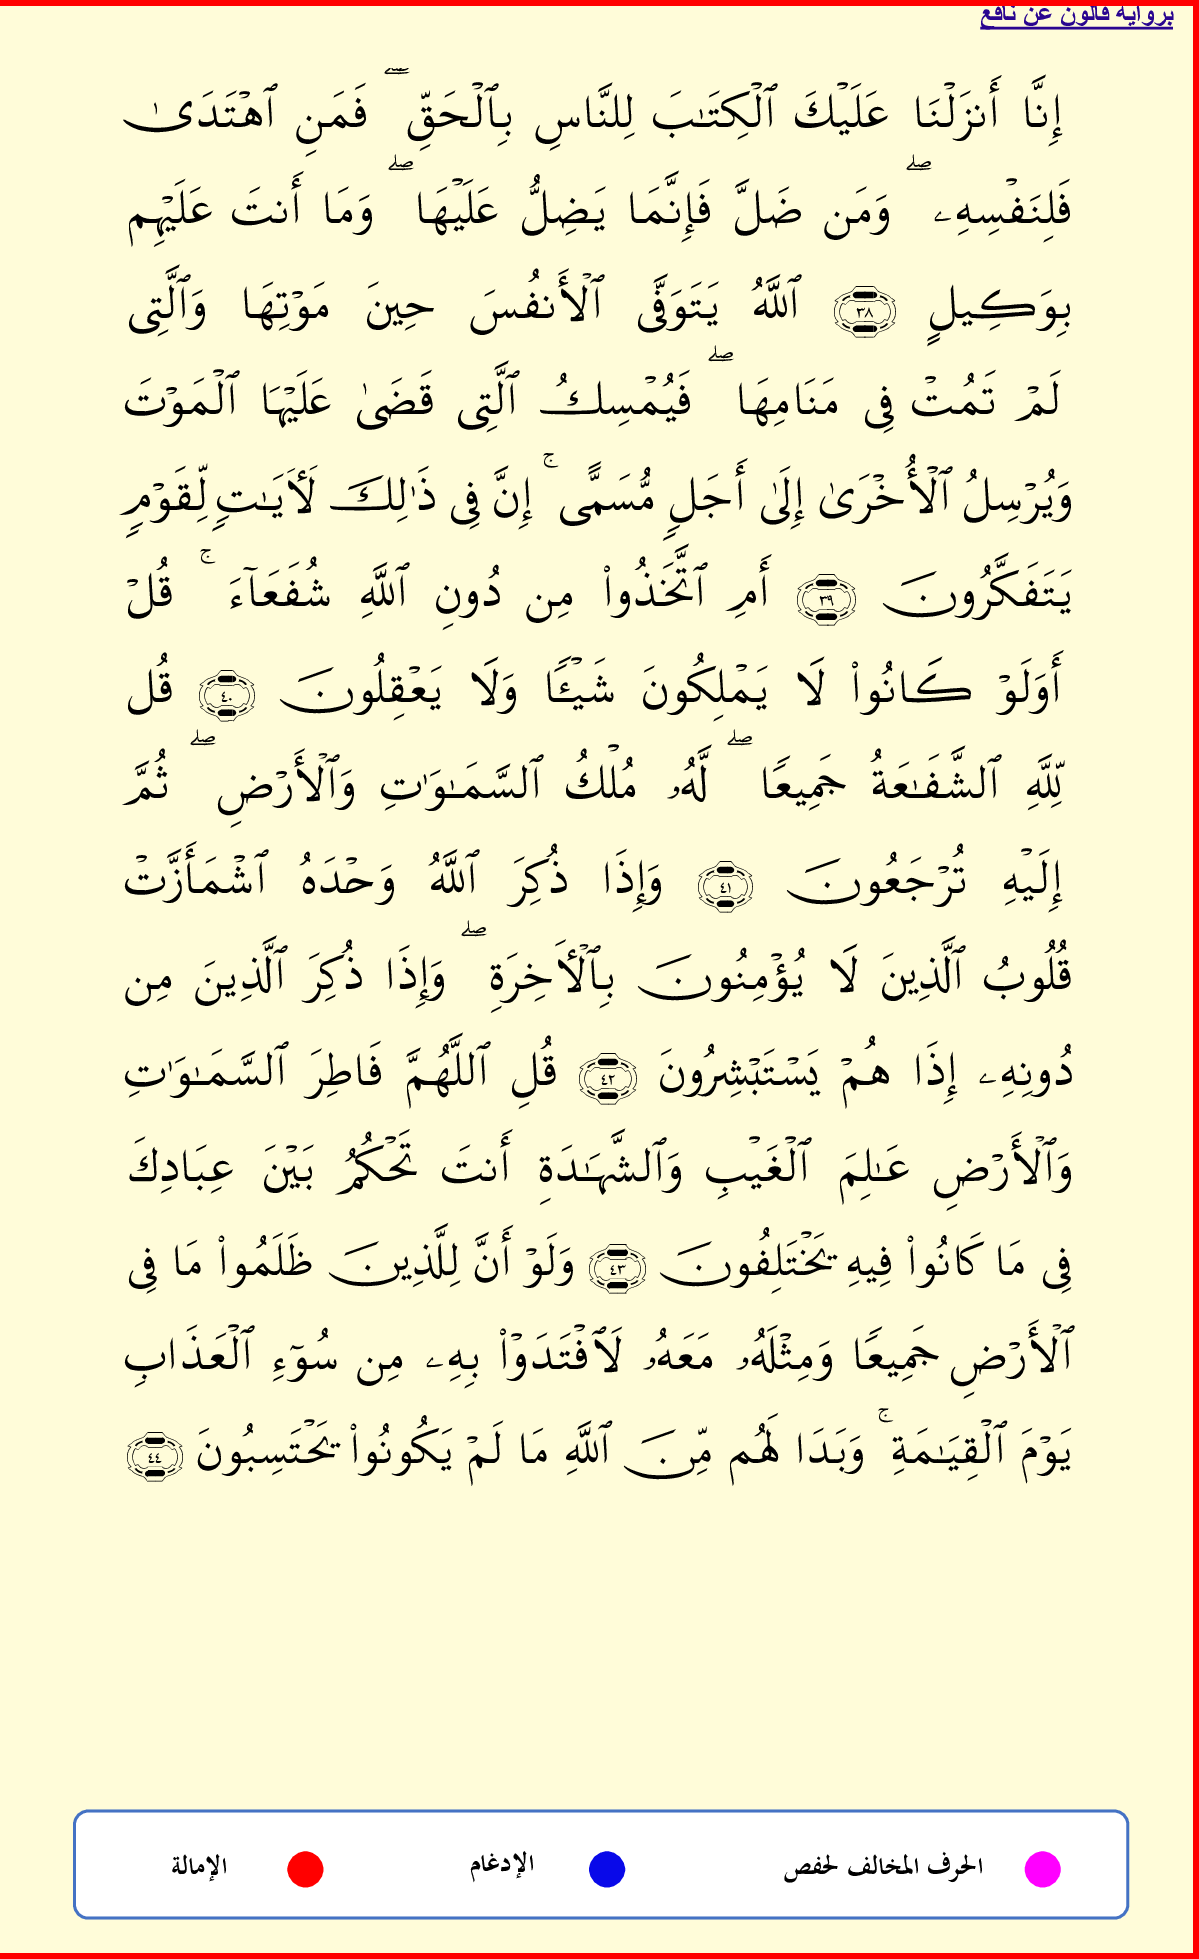 برواية قالون عن نافع
إِنَّا أَنزَلْنَا عَلَيْكَ ٱلْكِتَٰبَ لِلنَّاسِ بِٱلْحَقِّ ۖ فَمَنِ ٱهْتَدَىٰ
فَلِنَفْسِهِۦ ۖ وَمَن ضَلَّ فَإِنَّمَا يَضِلُّ عَلَيْهَا ۖ وَمَا أَنتَ عَلَيْهِم
بِوَكِيلٍ ٣٨ ٱللَّهُ يَتَوَفَّى ٱلْأَنفُسَ حِينَ مَوْتِهَا وَٱلَّتِى
لَمْ تَمُتْ فِى مَنَامِهَا ۖ فَيُمْسِكُ ٱلَّتِى قَضَىٰ عَلَيْهَا ٱلْمَوْتَ
وَيُرْسِلُ ٱلْأُخْرَىٰ إِلَىٰ أَجَلٍ مُّسَمًّى ۚ إِنَّ فِى ذَٰلِكَ لَأَيَٰتٍ لِّقَوْمٍ
يَتَفَكَّرُونَ ٣٩ أَمِ ٱتَّخَذُوا۟ مِن دُونِ ٱللَّهِ شُفَعَآءَ ۚ قُلْ
أَوَلَوْ كَانُوا۟ لَا يَمْلِكُونَ شَيْـًٔا وَلَا يَعْقِلُونَ ٤٠ قُل
لِّلَّهِ ٱلشَّفَٰعَةُ جَمِيعًا ۖ لَّهُۥ مُلْكُ ٱلسَّمَٰوَٰتِ وَٱلْأَرْضِ ۖ ثُمَّ
إِلَيْهِ تُرْجَعُونَ ٤١ وَإِذَا ذُكِرَ ٱللَّهُ وَحْدَهُ ٱشْمَأَزَّتْ
قُلُوبُ ٱلَّذِينَ لَا يُؤْمِنُونَ بِٱلْأَخِرَةِ ۖ وَإِذَا ذُكِرَ ٱلَّذِينَ مِن
دُونِهِۦ إِذَا هُمْ يَسْتَبْشِرُونَ ٤٢ قُلِ ٱللَّهُمَّ فَاطِرَ ٱلسَّمَٰوَٰتِ
وَٱلْأَرْضِ عَٰلِمَ ٱلْغَيْبِ وَٱلشَّهَٰدَةِ أَنتَ تَحْكُمُ بَيْنَ عِبَادِكَ
فِى مَا كَانُوا۟ فِيهِ يَخْتَلِفُونَ ٤٣ وَلَوْ أَنَّ لِلَّذِينَ ظَلَمُوا۟ مَا فِى
ٱلْأَرْضِ جَمِيعًا وَمِثْلَهُۥ مَعَهُۥ لَٱفْتَدَوْا۟ بِهِۦ مِن سُوٓءِ ٱلْعَذَابِ
يَوْمَ ٱلْقِيَٰمَةِ ۚ وَبَدَا لَهُم مِّنَ ٱللَّهِ مَا لَمْ يَكُونُوا۟ يَحْتَسِبُونَ ٤٤
الحرف المخالف لحفص الإدغام الإمالة